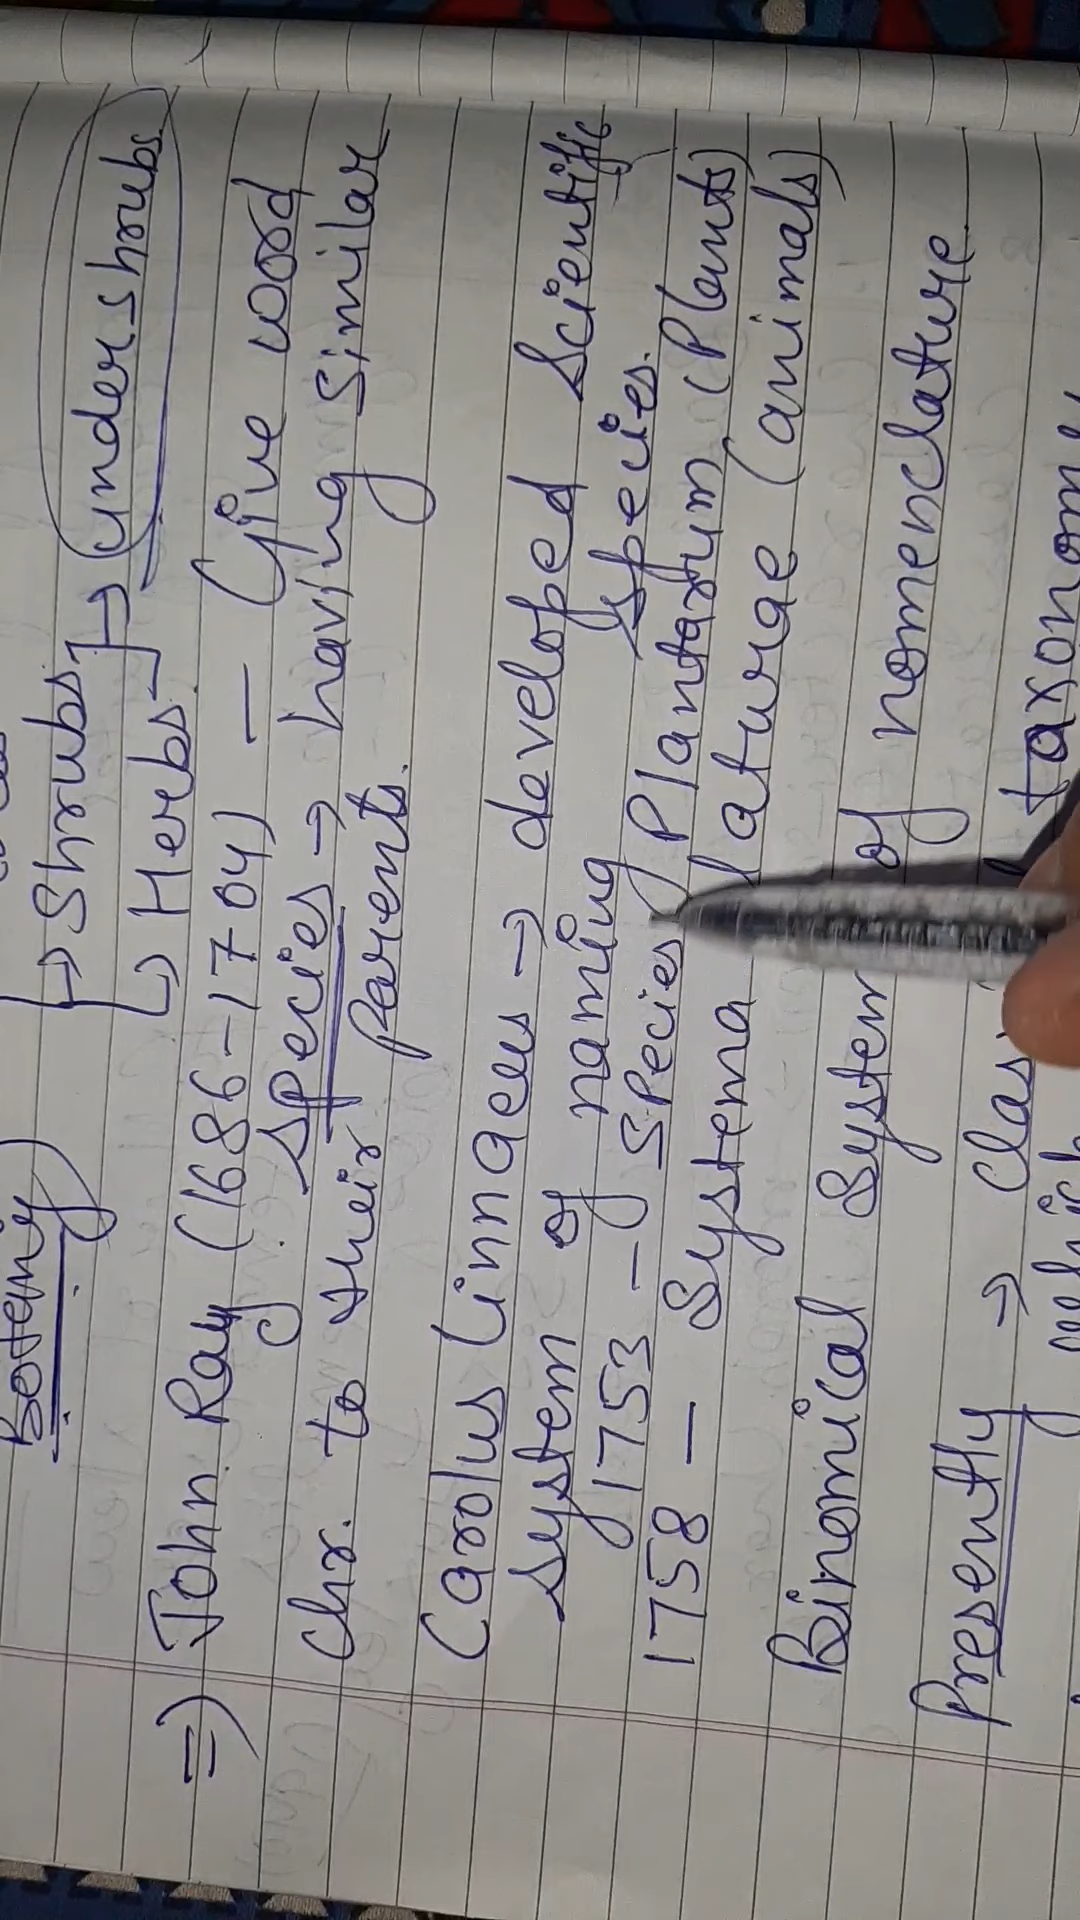 Botany
↳ Shrubs → undershrubs.
↳ Herbs
⇒ John Ray (1686-1704) — Give word
Species → having similar
Chr. to their Parents.
Carolus Linnaeus → developed Scientific
system of naming species.
1753 - Species Plantarum (Plants)
1758 - Systema Naturae (animals)
Binomical System of nomenclature.
Presently → taxonomy
which